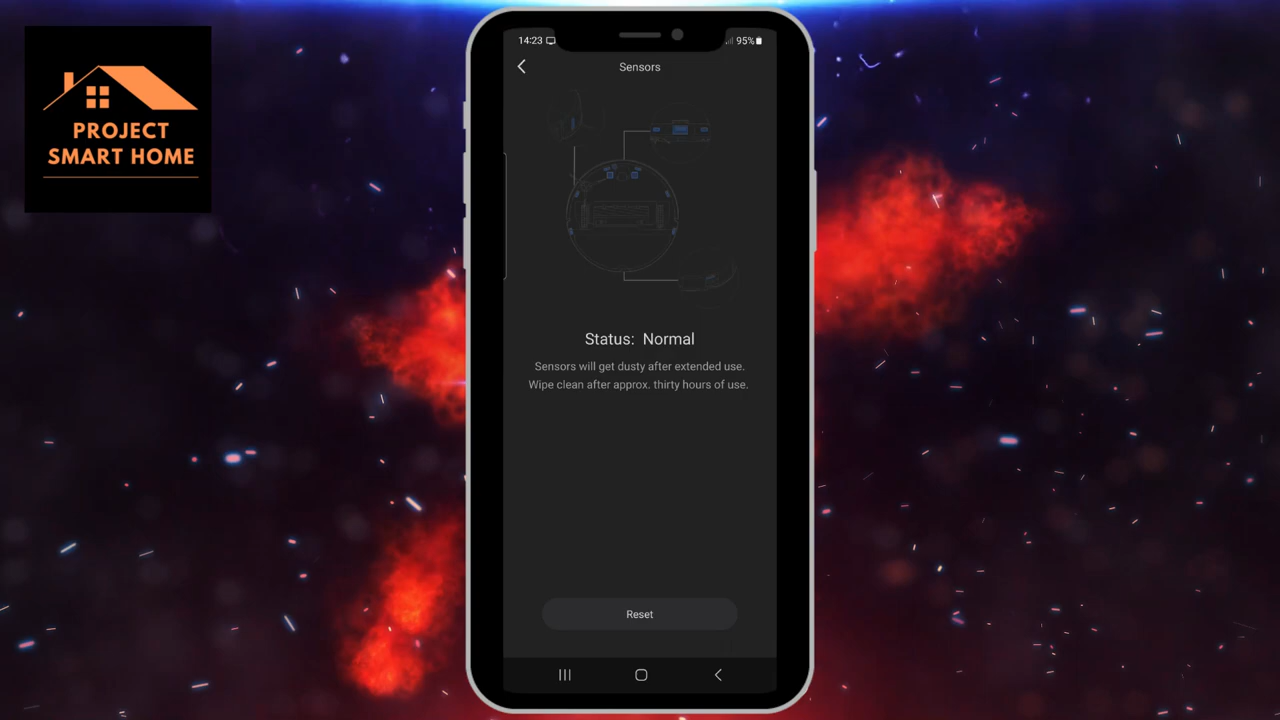 PROJECT
SMART HOME
14:23
95%
Sensors
Status: Normal
Sensors will get dusty after extended use.
Wipe clean after approx. thirty hours of use.
Reset